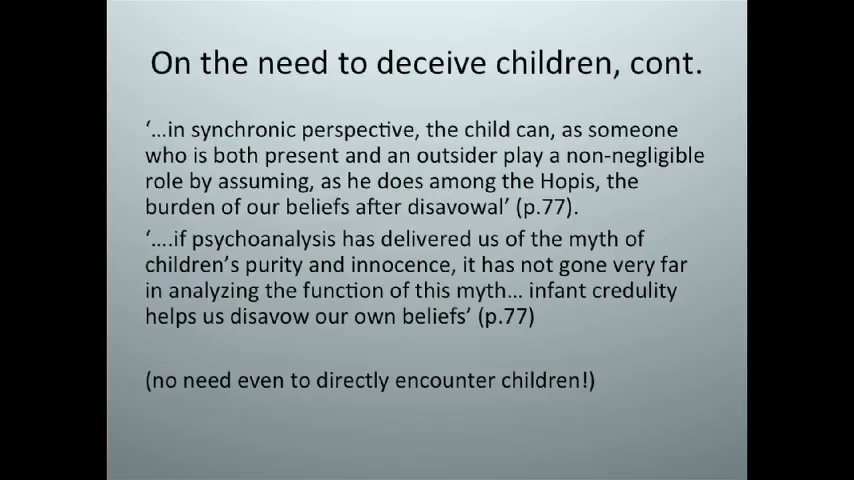 On the need to deceive children, cont.
‘…in synchronic perspective, the child can, as someone
who is both present and an outsider play a non-negligible
role by assuming, as he does among the Hopis, the
burden of our beliefs after disavowal’ (p.77).
‘….if psychoanalysis has delivered us of the myth of
children’s purity and innocence, it has not gone very far
in analyzing the function of this myth… infant credulity
helps us disavow our own beliefs’ (p.77)
(no need even to directly encounter children!)